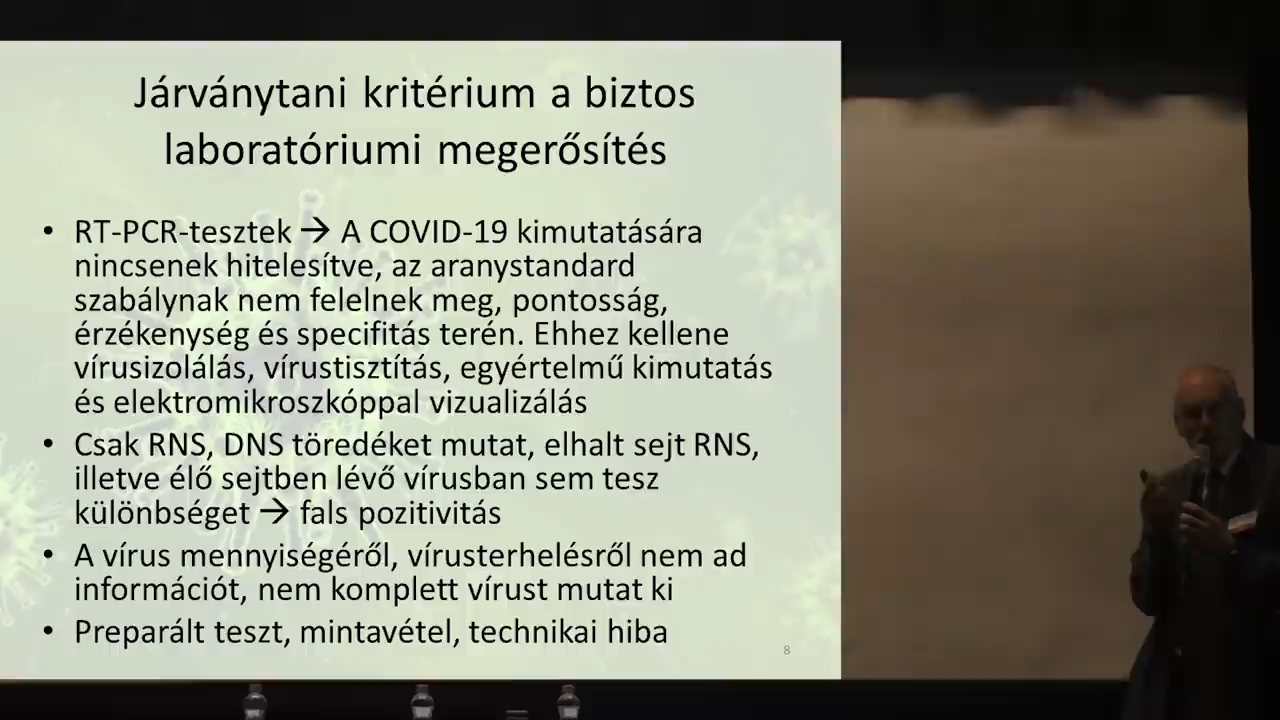 Járványtani kritérium a biztos
laboratóriumi megerősítés
• RT-PCR-tesztek → A COVID-19 kimutatására
nincsenek hitelesítve, az aranystandard
szabálynak nem felelnek meg, pontosság,
érzékenység és specifitás terén. Ehhez kellene
vírusizolálás, vírustisztítás, egyértelmű kimutatás
és elektromikroszkóppal vizualizálás
• Csak RNS, DNS töredéket mutat, elhalt sejt RNS,
illetve élő sejtben lévő vírusban sem tesz
különbséget → fals pozitivitás
• A vírus mennyiségéről, vírusterhelésről nem ad
információt, nem komplett vírust mutat ki
• Preparált teszt, mintavétel, technikai hiba
8